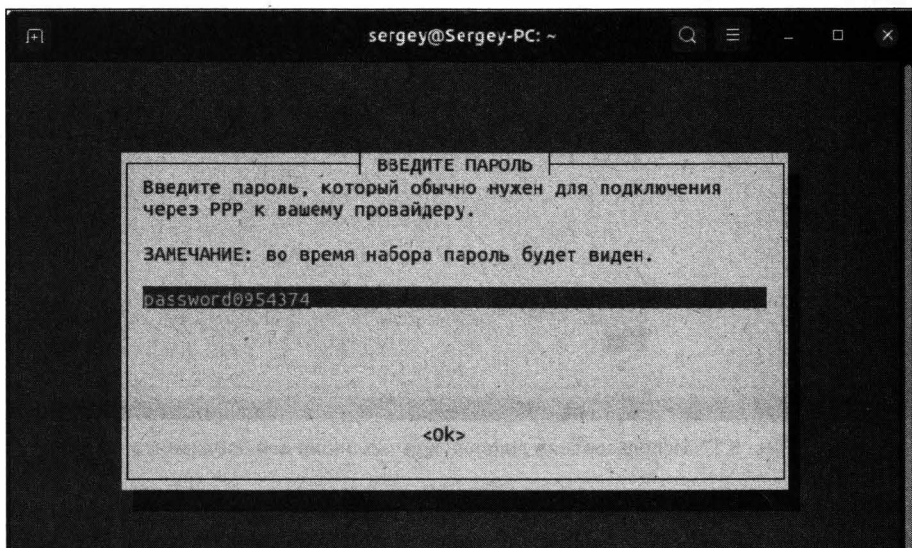 sergey@Sergey-PC: ~
ВВЕДИТЕ ПАРОЛЬ
Введите пароль, который обычно нужен для подключения
через PPP к вашему провайдеру.
ЗАМЕЧАНИЕ: во время набора пароль будет виден.
password0954374
<Ok>